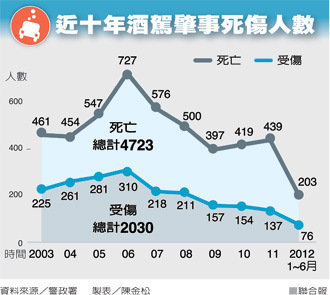 近十年酒駕肇事死傷人數
人數
死亡 受傷
600
400
200
0
461 454 547 727 576 500 397 419 439 203
死亡
總計4723
225 261 281 310 218 211 157 154 137 76
受傷
總計2030
時間 2003 04 05 06 07 08 09 10 11 2012
1~6月
資料來源／警政署 製表／陳金松 ■聯合報